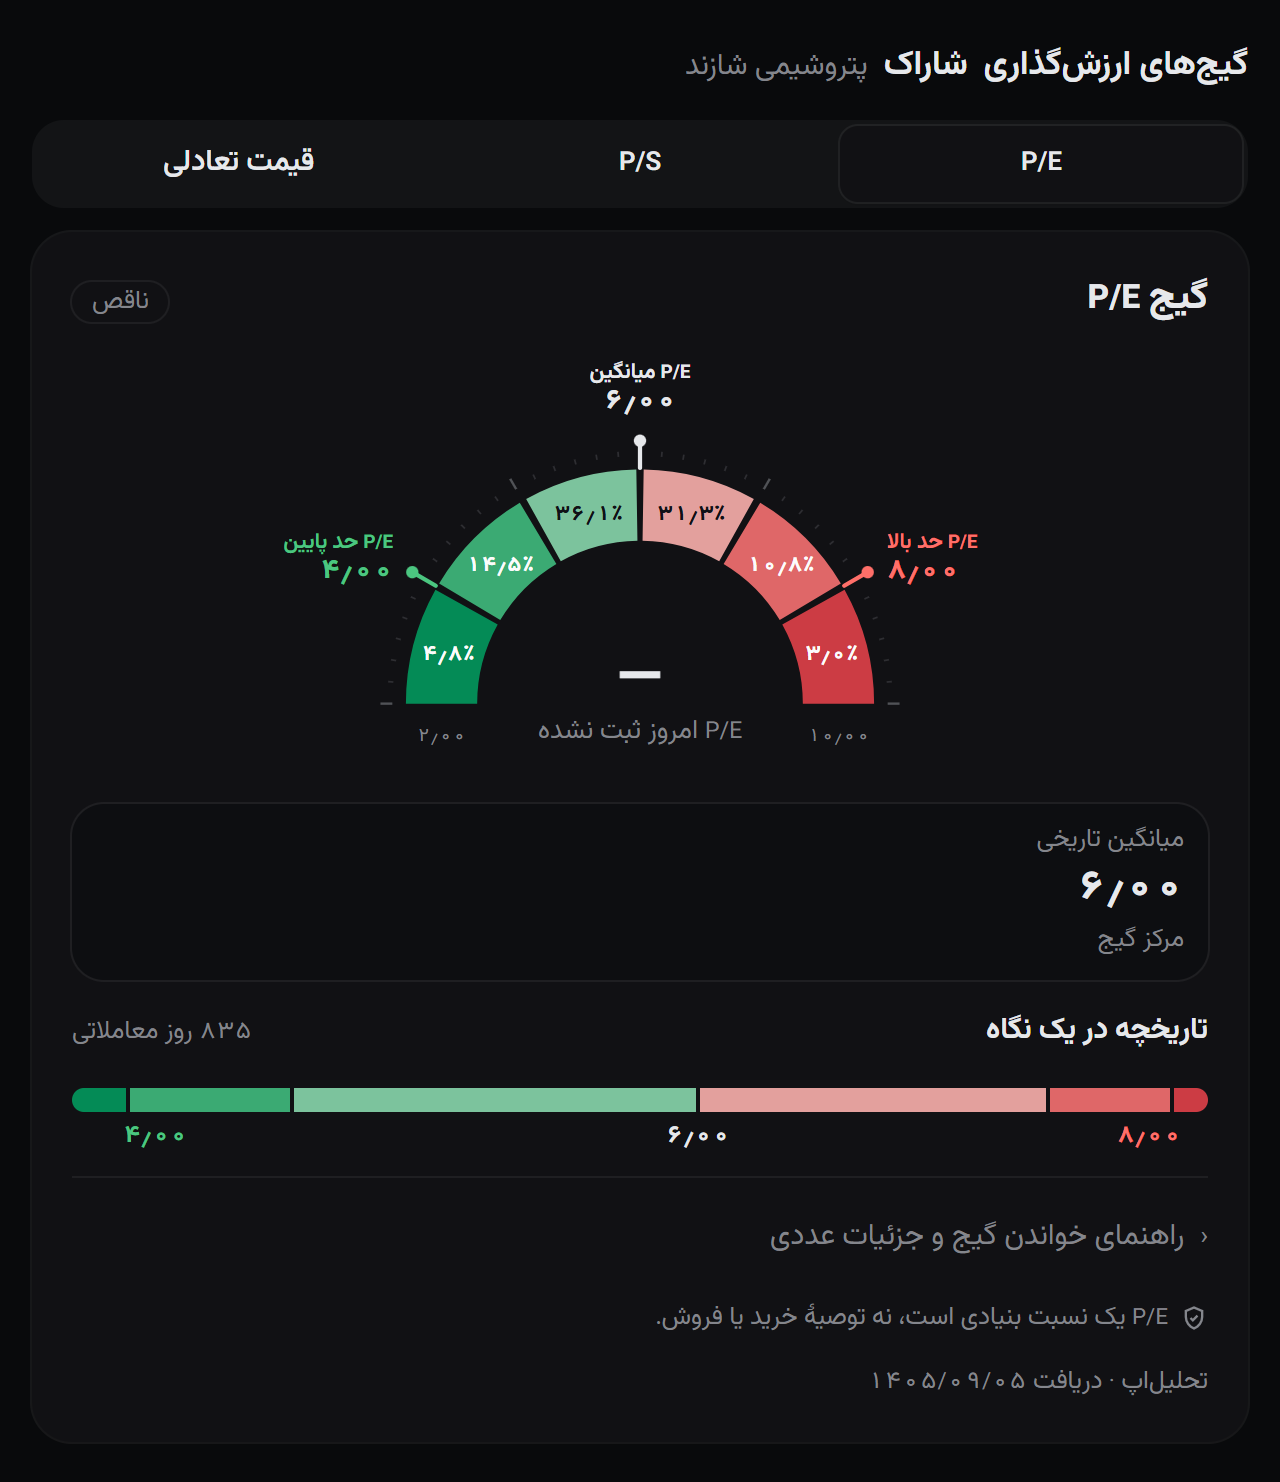 گیج‌های ارزش‌گذاری شاراک پتروشیمی شازند
P/E
P/S
قیمت تعادلی
گیج P/E
ناقص
P/E میانگین
۶٫۰۰
۳۶٫۱٪
۳۱٫۳٪
P/E حد پایین
۴٫۰۰
P/E حد بالا
۸٫۰۰
۱۴٫۵٪
۱۰٫۸٪
۴٫۸٪
۳٫۰٪
—
۲٫۰۰
P/E امروز ثبت نشده
۱۰٫۰۰
میانگین تاریخی
۶٫۰۰
مرکز گیج
تاریخچه در یک نگاه
۸۳۵ روز معاملاتی
۸٫۰۰
۶٫۰۰
۴٫۰۰
‹ راهنمای خواندن گیج و جزئیات عددی
P/E یک نسبت بنیادی است، نه توصیهٔ خرید یا فروش.
تحلیل‌اپ · دریافت ۱۴۰۵/۰۹/۰۵